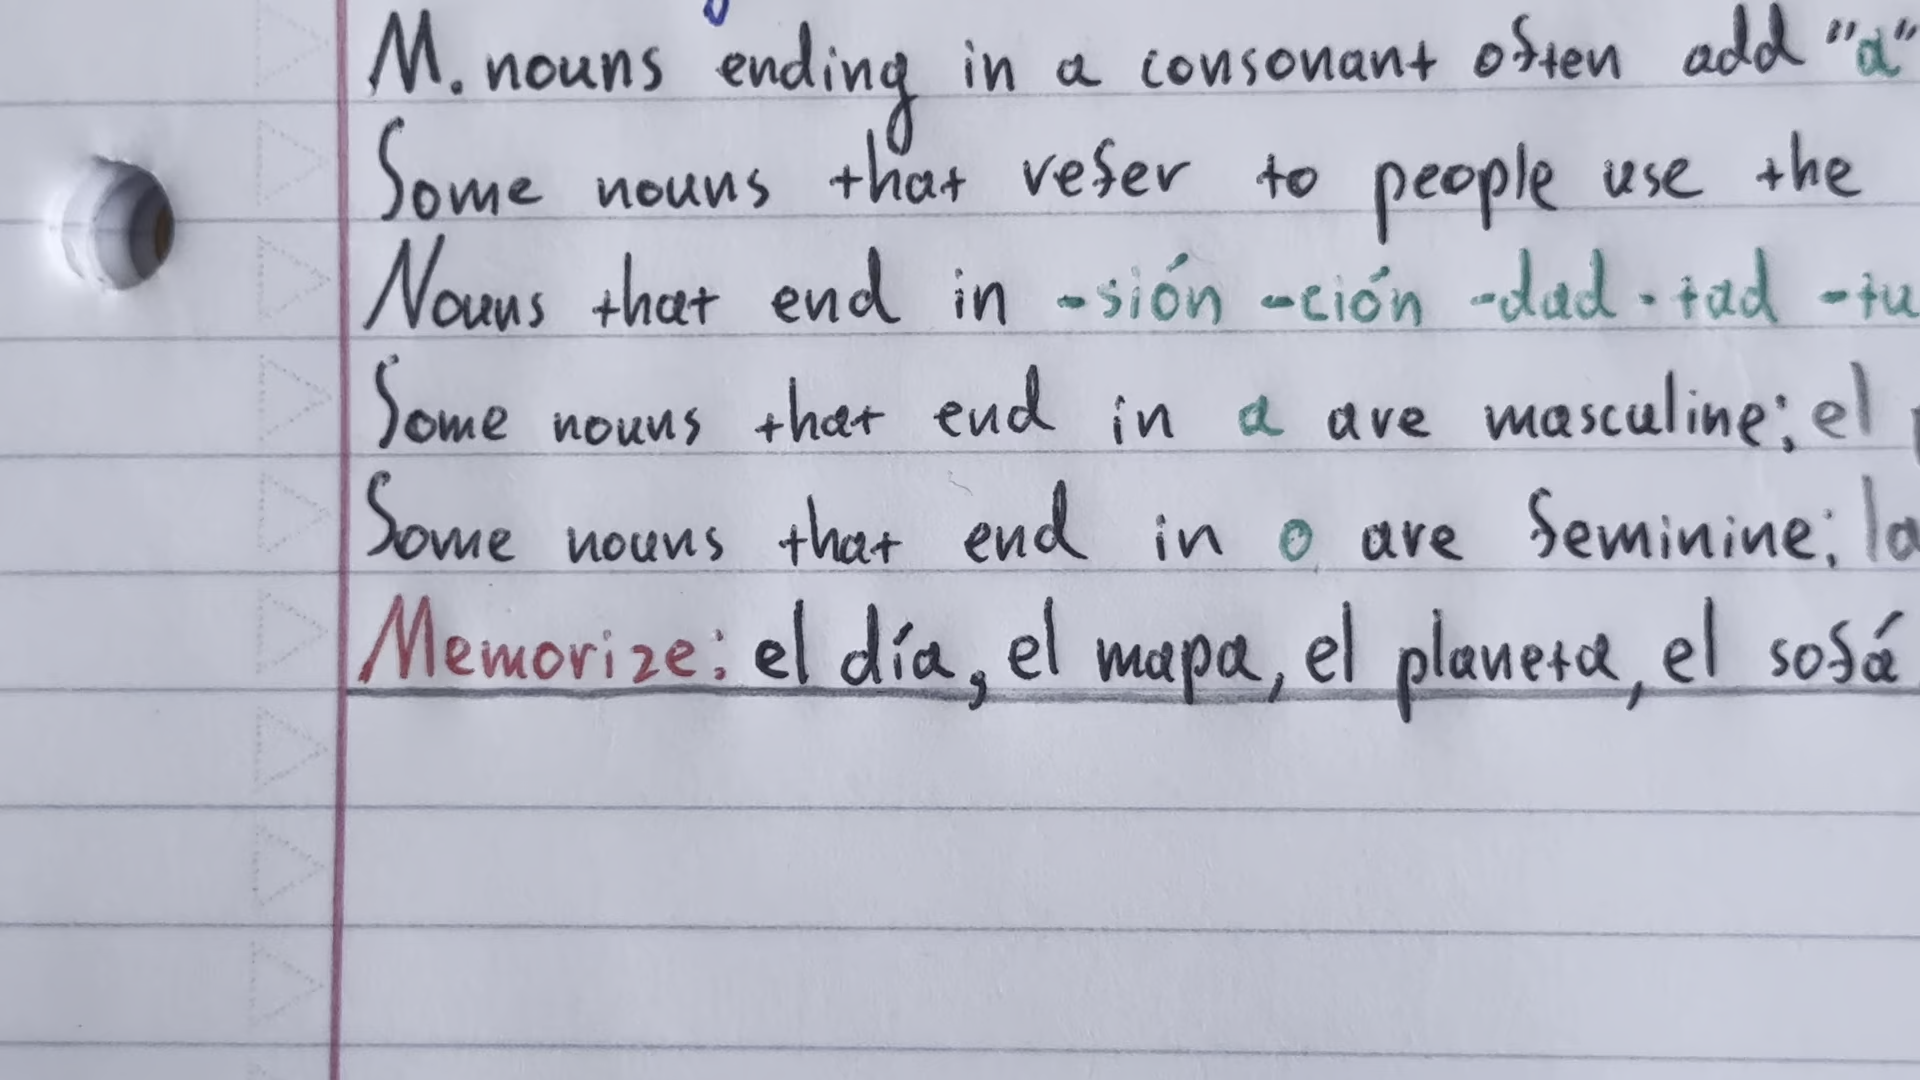 M. nouns ending in a consonant often add "a"
Some nouns that refer to people use the
Nouns that end in -sión -ción -dad -tad -tu
Some nouns that end in a are masculine; el
Some nouns that end in o are feminine; la
Memorize: el día, el mapa, el planeta, el sofá